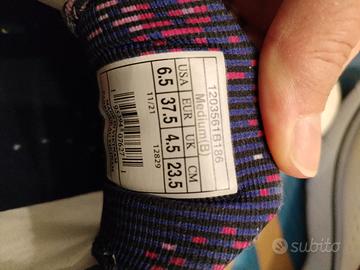 1203561B186
Medium(B)
USA EUR UK CM
6.5 37.5 4.5 23.5
11/21 12829
subito